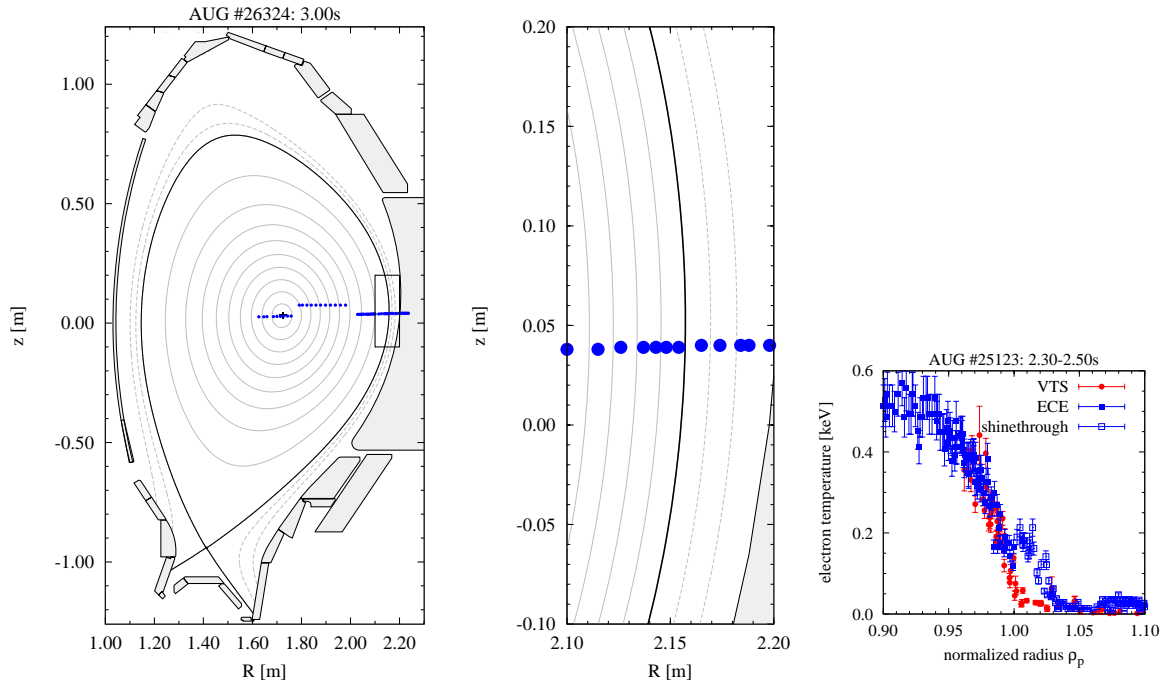 AUG #26324: 3.00s
1.00
0.50
0.00
-0.50
-1.00
z [m]
1.00 1.20 1.40 1.60 1.80 2.00 2.20
R [m]
0.20
0.15
0.10
0.05
0.00
-0.05
-0.10
z [m]
2.10 2.15 2.20
R [m]
AUG #25123: 2.30-2.50s
VTS
ECE
shinethrough
0.6
0.4
0.2
0.0
electron temperature [keV]
0.90 0.95 1.00 1.05 1.10
normalized radius ρp